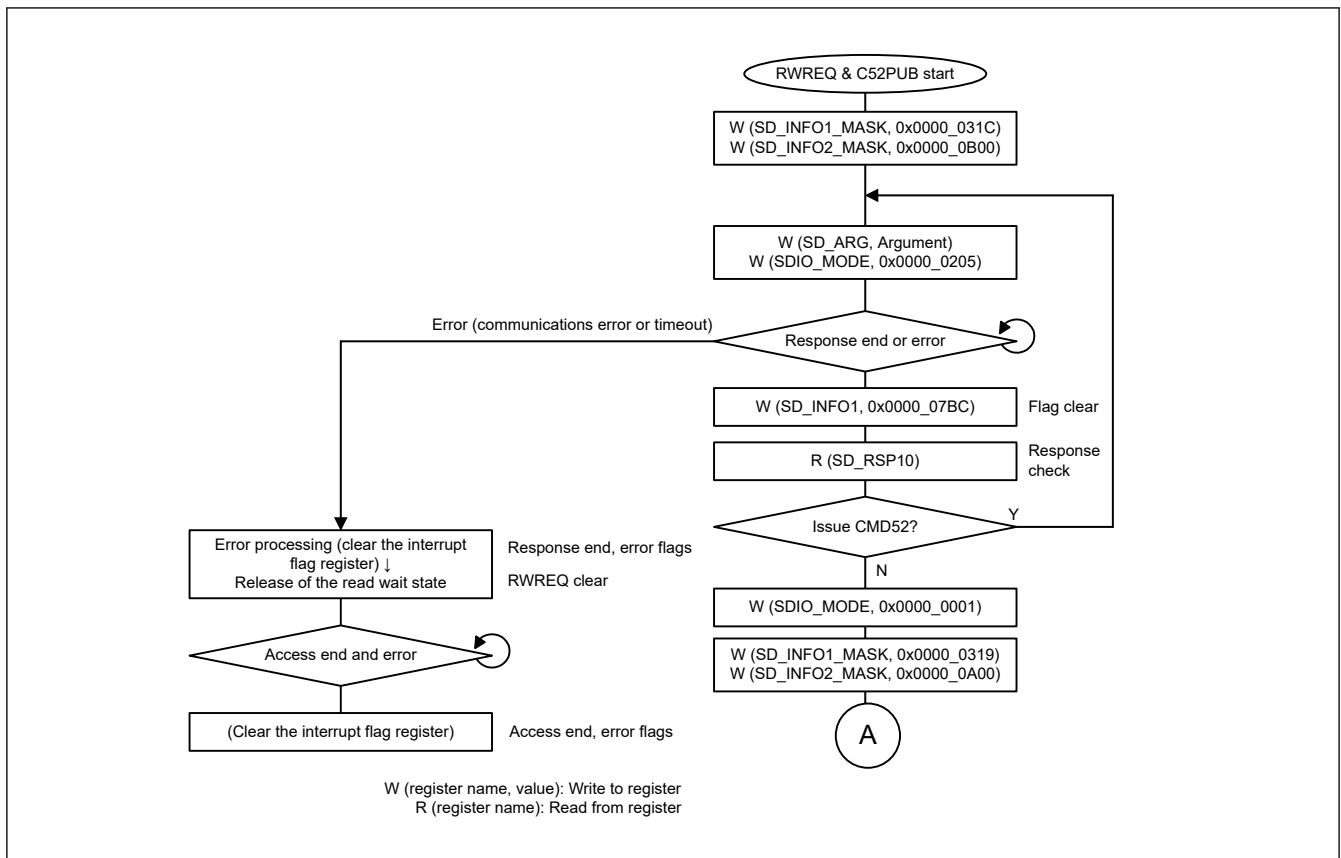 RWREQ & C52PUB start
W (SD_INFO1_MASK, 0x0000_031C)
W (SD_INFO2_MASK, 0x0000_0B00)
W (SD_ARG, Argument)
W (SDIO_MODE, 0x0000_0205)
Error (communications error or timeout)
Response end or error
W (SD_INFO1, 0x0000_07BC)
Flag clear
R (SD_RSP10)
Response
check
Issue CMD52?
Y
N
Error processing (clear the interrupt
flag register) ↓
Release of the read wait state
Response end, error flags
RWREQ clear
W (SDIO_MODE, 0x0000_0001)
Access end and error
W (SD_INFO1_MASK, 0x0000_0319)
W (SD_INFO2_MASK, 0x0000_0A00)
(Clear the interrupt flag register)
Access end, error flags
A
W (register name, value): Write to register
R (register name): Read from register